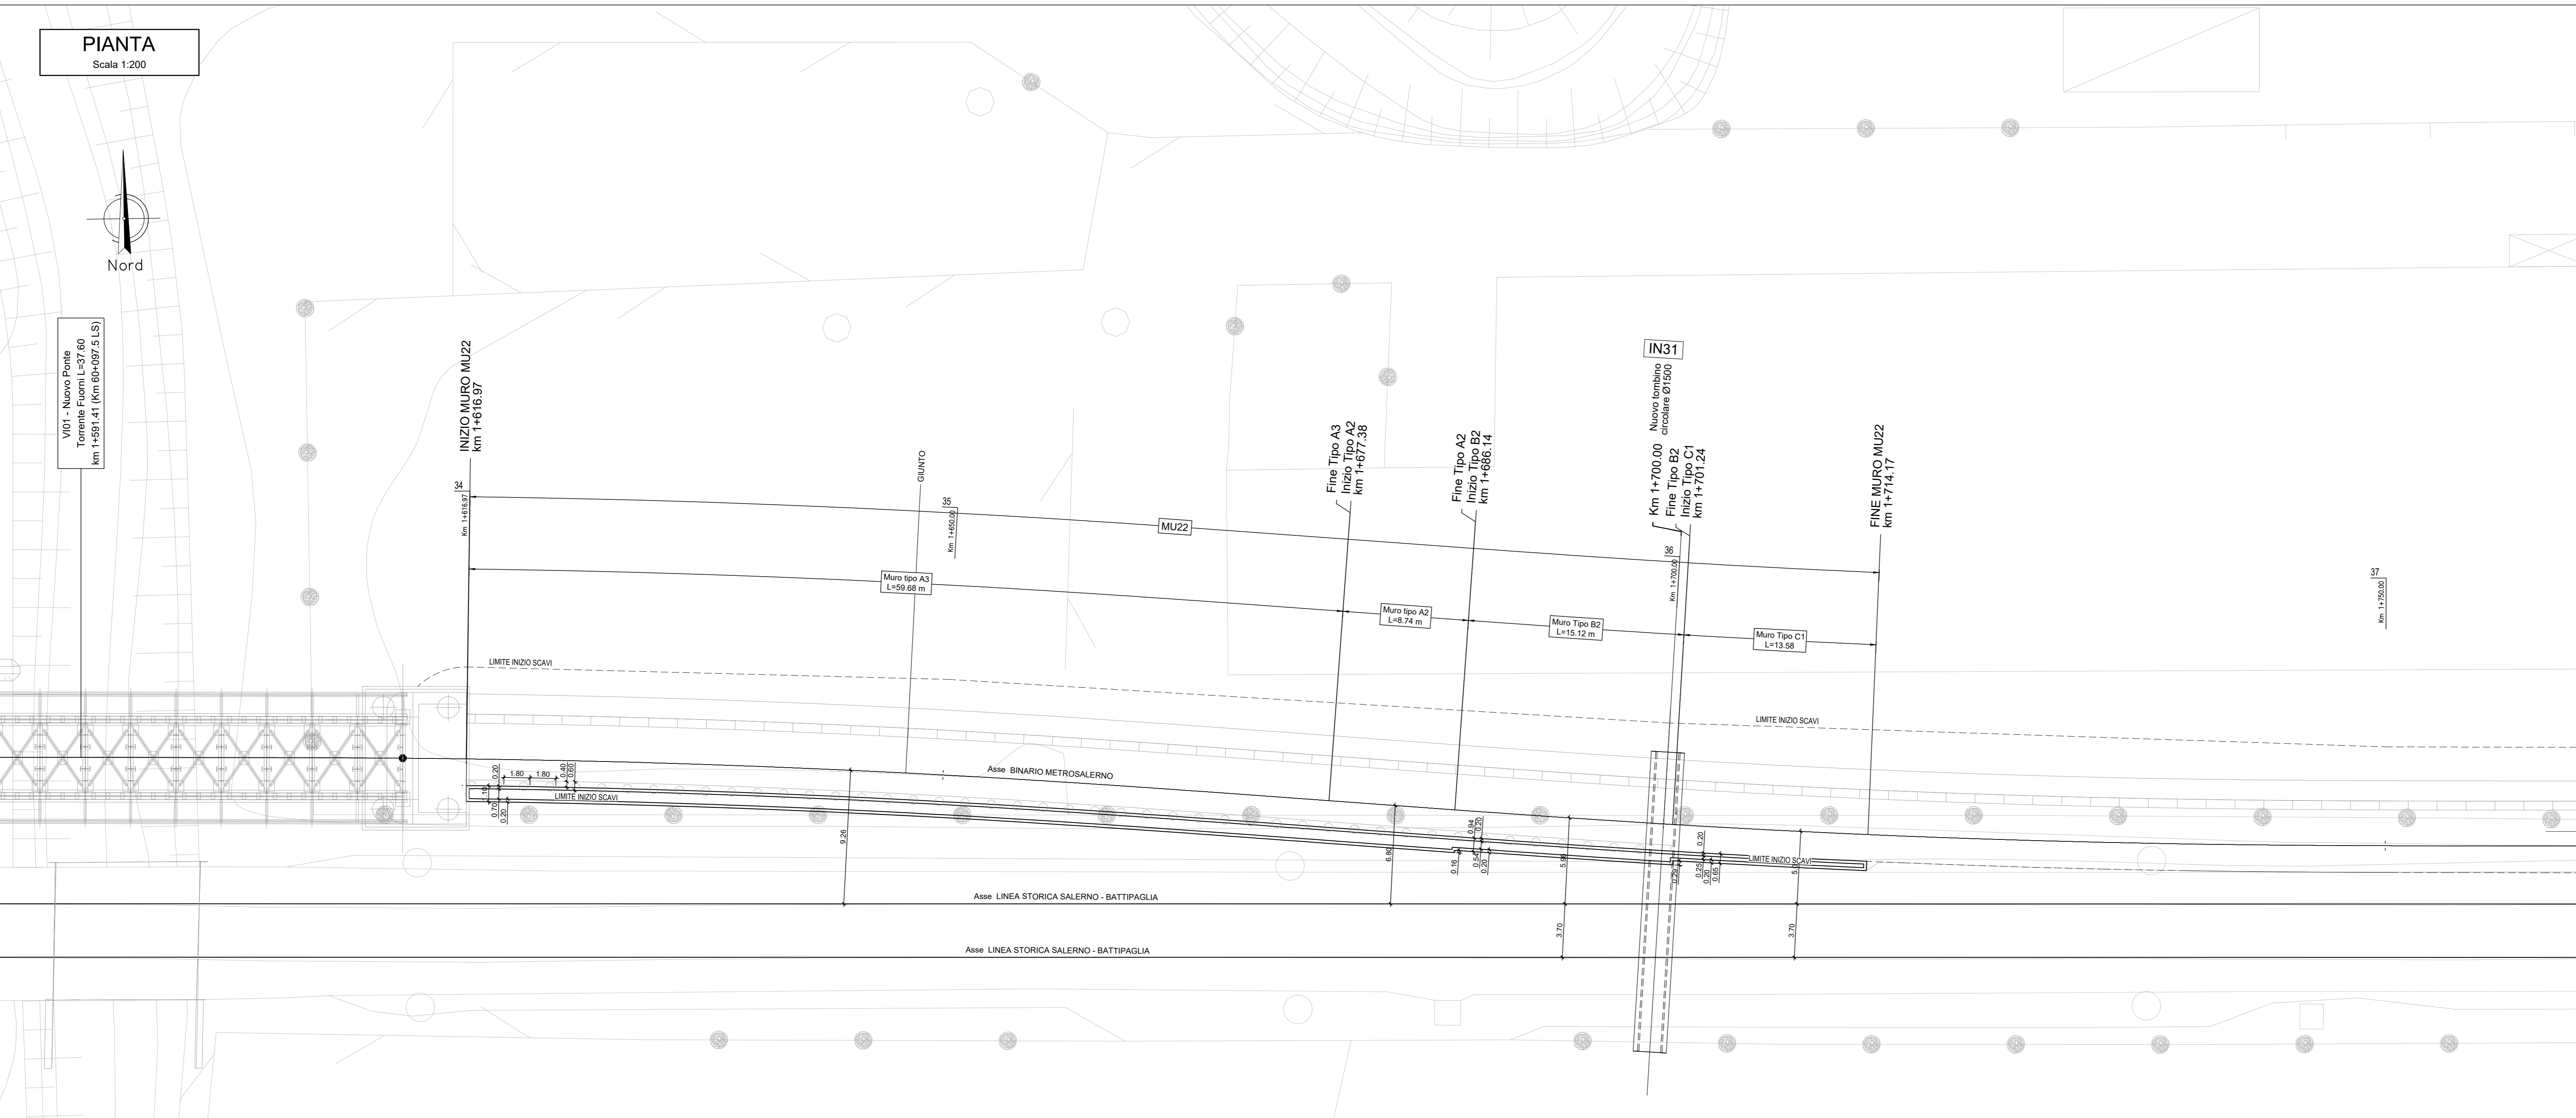 PIANTA
Scala 1:200
Nord
VI01 - Nuovo Ponte
Torrente Fuorni L=37.60
km 1+591.41 (Km 60+097.5 LS)
INIZIO MURO MU22
km 1+616.97
34
Km 1+616.97
GIUNTO
35
Km 1+650.00
MU22
Fine Tipo A3
Inizio Tipo A2
km 1+677.38
Fine Tipo A2
Inizio Tipo B2
km 1+686.14
IN31
Km 1+700.00
Nuovo tombino
circolare Ø1500
Fine Tipo B2
Inizio Tipo C1
km 1+701.24
36
Km 1+700.00
FINE MURO MU22
km 1+714.17
37
Km 1+750.00
Muro tipo A3
L=59.68 m
Muro tipo A2
L=8.74 m
Muro Tipo B2
L=15.12 m
Muro Tipo C1
L=13.58
LIMITE INIZIO SCAVI
LIMITE INIZIO SCAVI
Asse BINARIO METROSALERNO
0.20
1.80
1.80
0.40
0.60
0.70
0.20
LIMITE INIZIO SCAVI
9.26
6.80
0.94
0.20
0.16
0.54
0.20
0.20
0.29
0.25
0.20
0.65
LIMITE INIZIO SCAVI
Asse LINEA STORICA SALERNO - BATTIPAGLIA
3.70
3.70
Asse LINEA STORICA SALERNO - BATTIPAGLIA